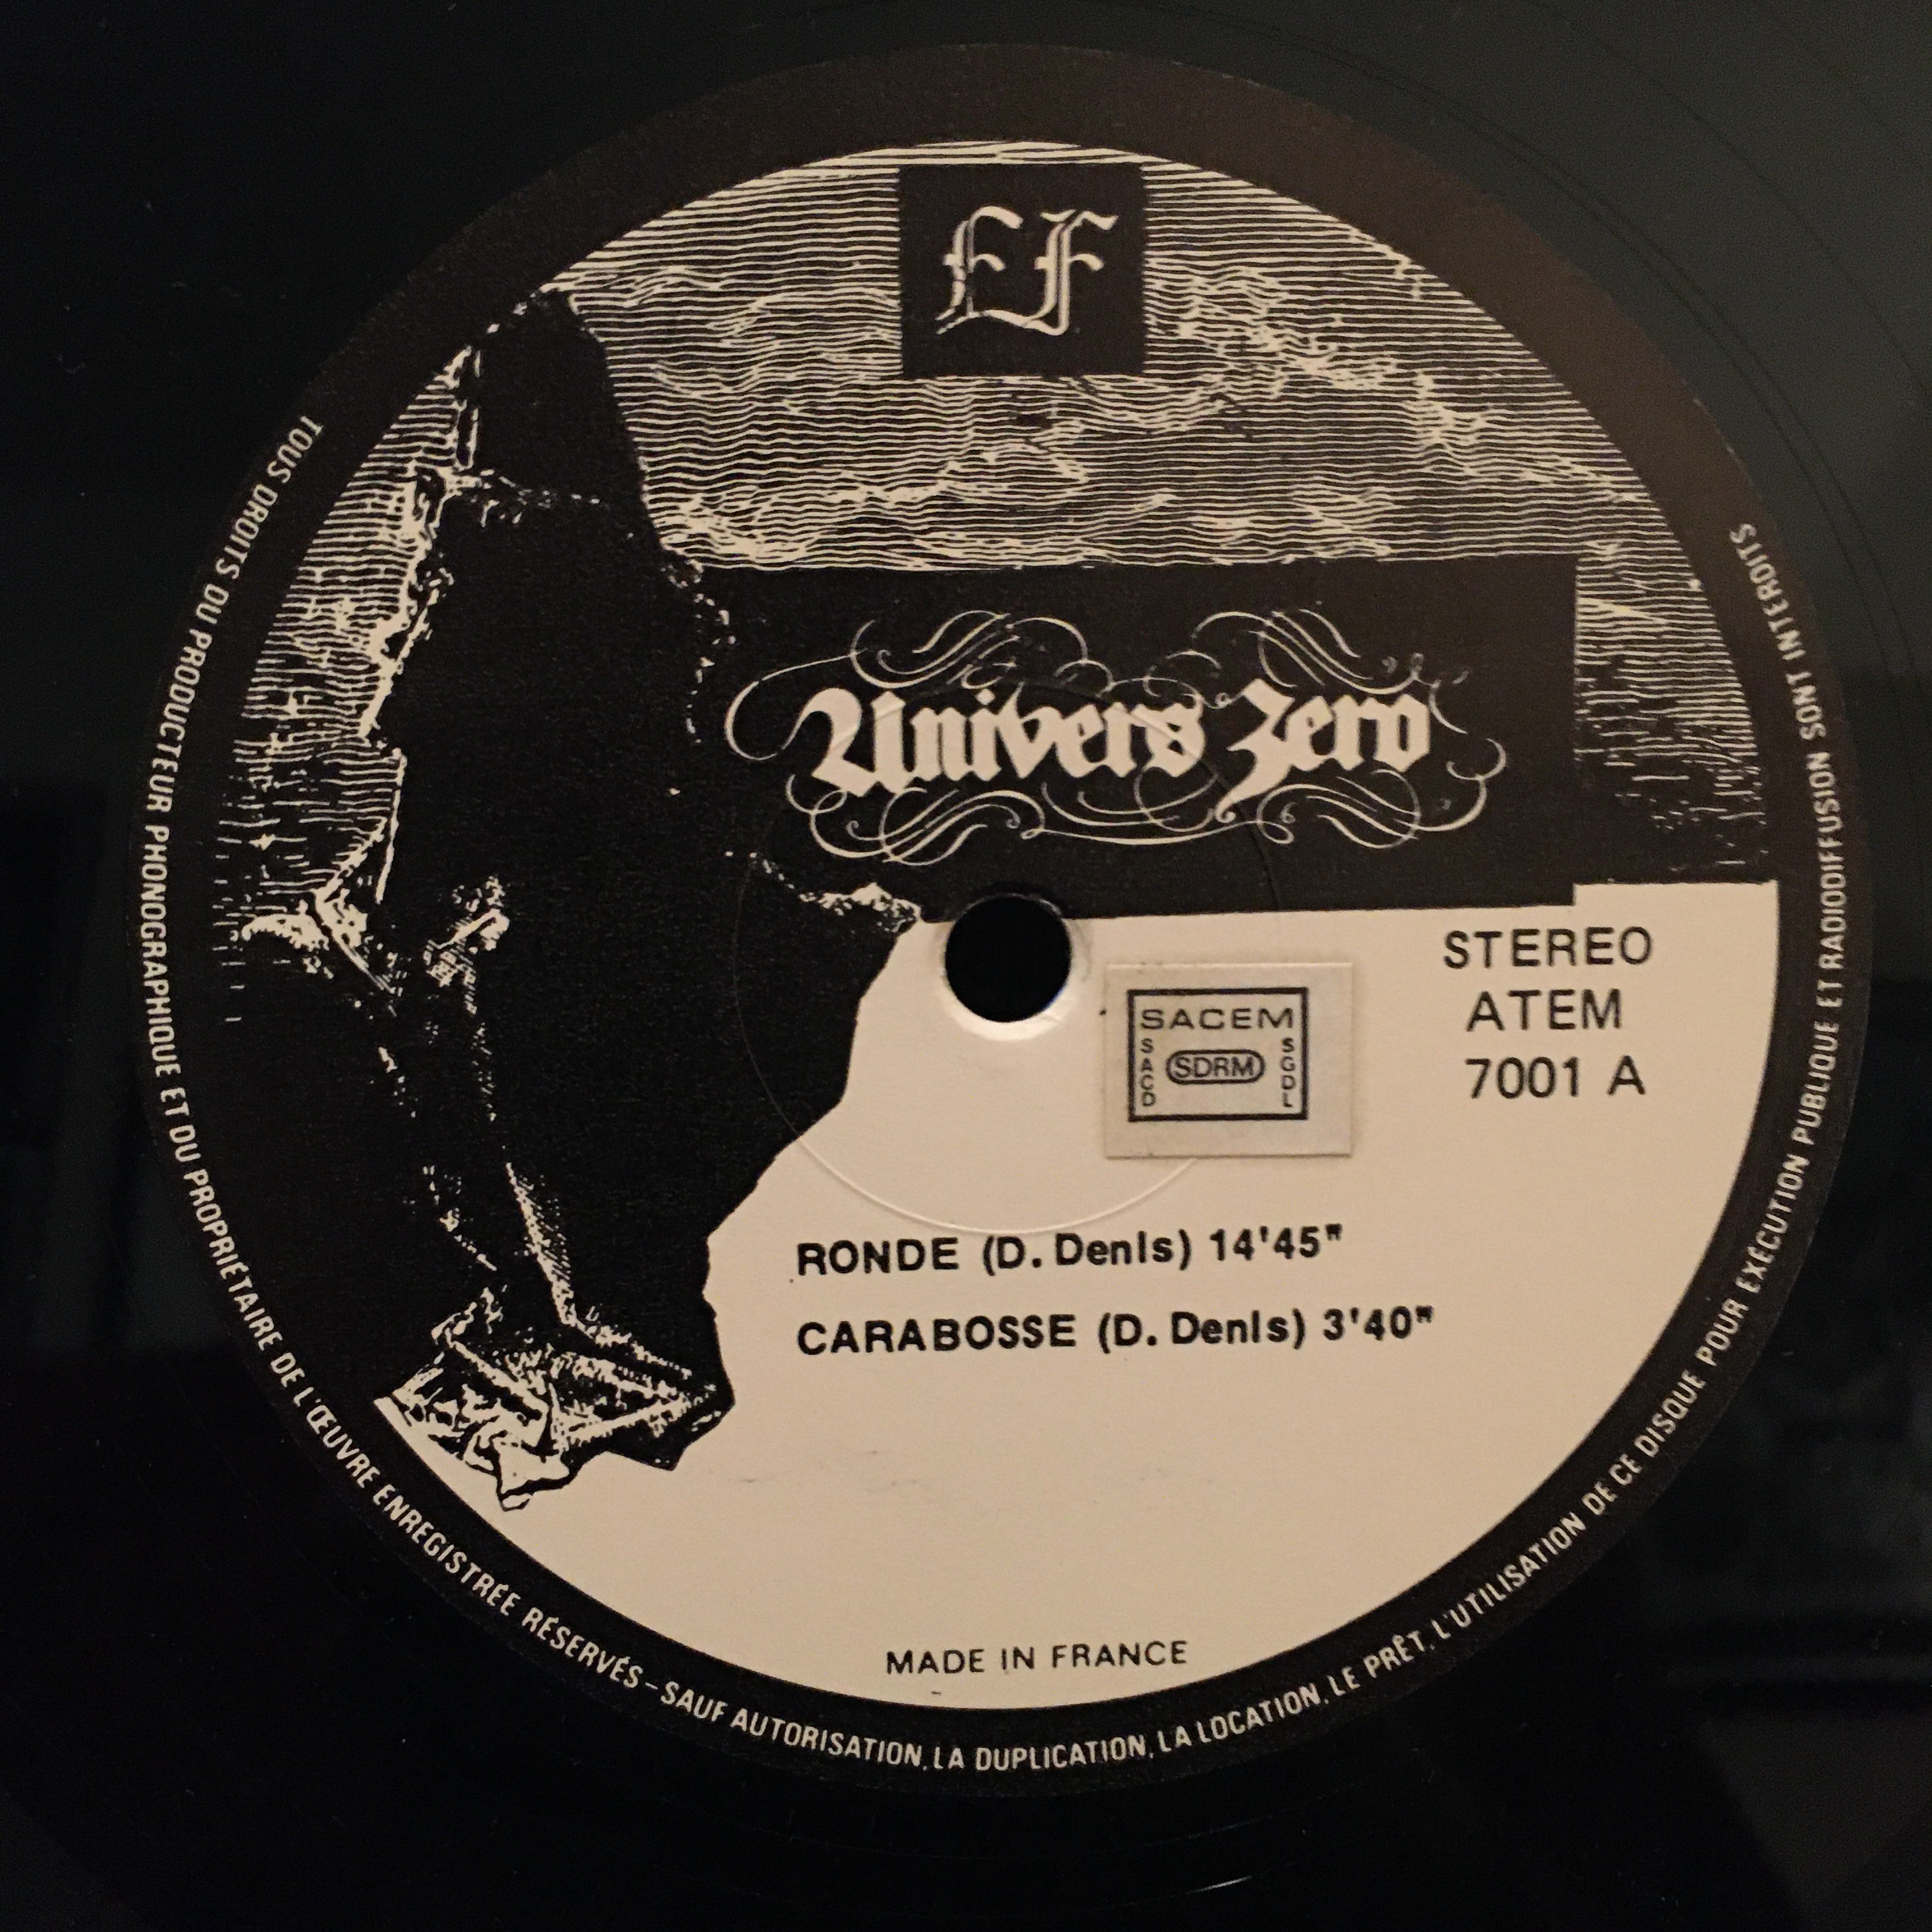 EF
Univers Zero
STEREO
ATEM
7001 A
SACEM
SACD
SDRM
SGDL
RONDE (D. Denis) 14'45"
CARABOSSE (D. Denis) 3'40"
MADE IN FRANCE
TOUS DROITS DU PRODUCTEUR PHONOGRAPHIQUE ET DU PROPRIÉTAIRE DE L'ŒUVRE ENREGISTRÉE RÉSERVÉS - SAUF AUTORISATION, LA DUPLICATION, LA LOCATION, LE PRÊT, L'UTILISATION DE CE DISQUE POUR EXÉCUTION PUBLIQUE ET RADIODIFFUSION SONT INTERDITS